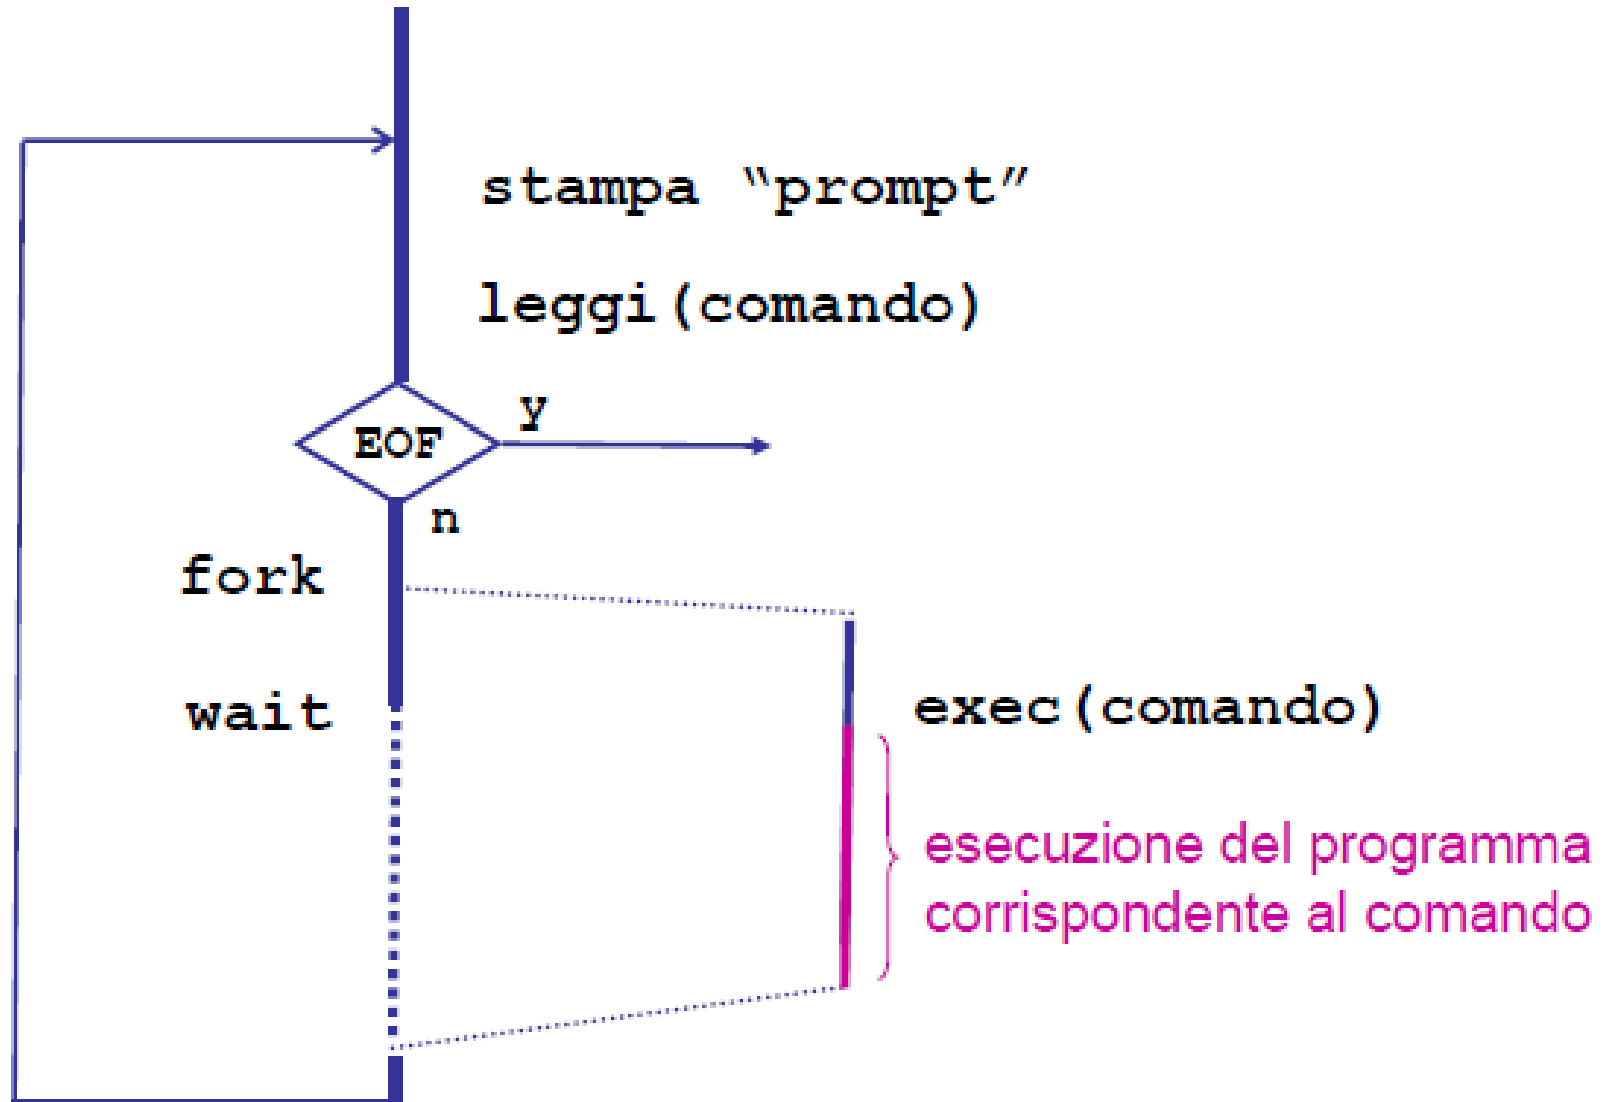 stampa “prompt”
leggi(comando)
EOF
y
n
fork
wait
exec(comando)
esecuzione del programma
corrispondente al comando